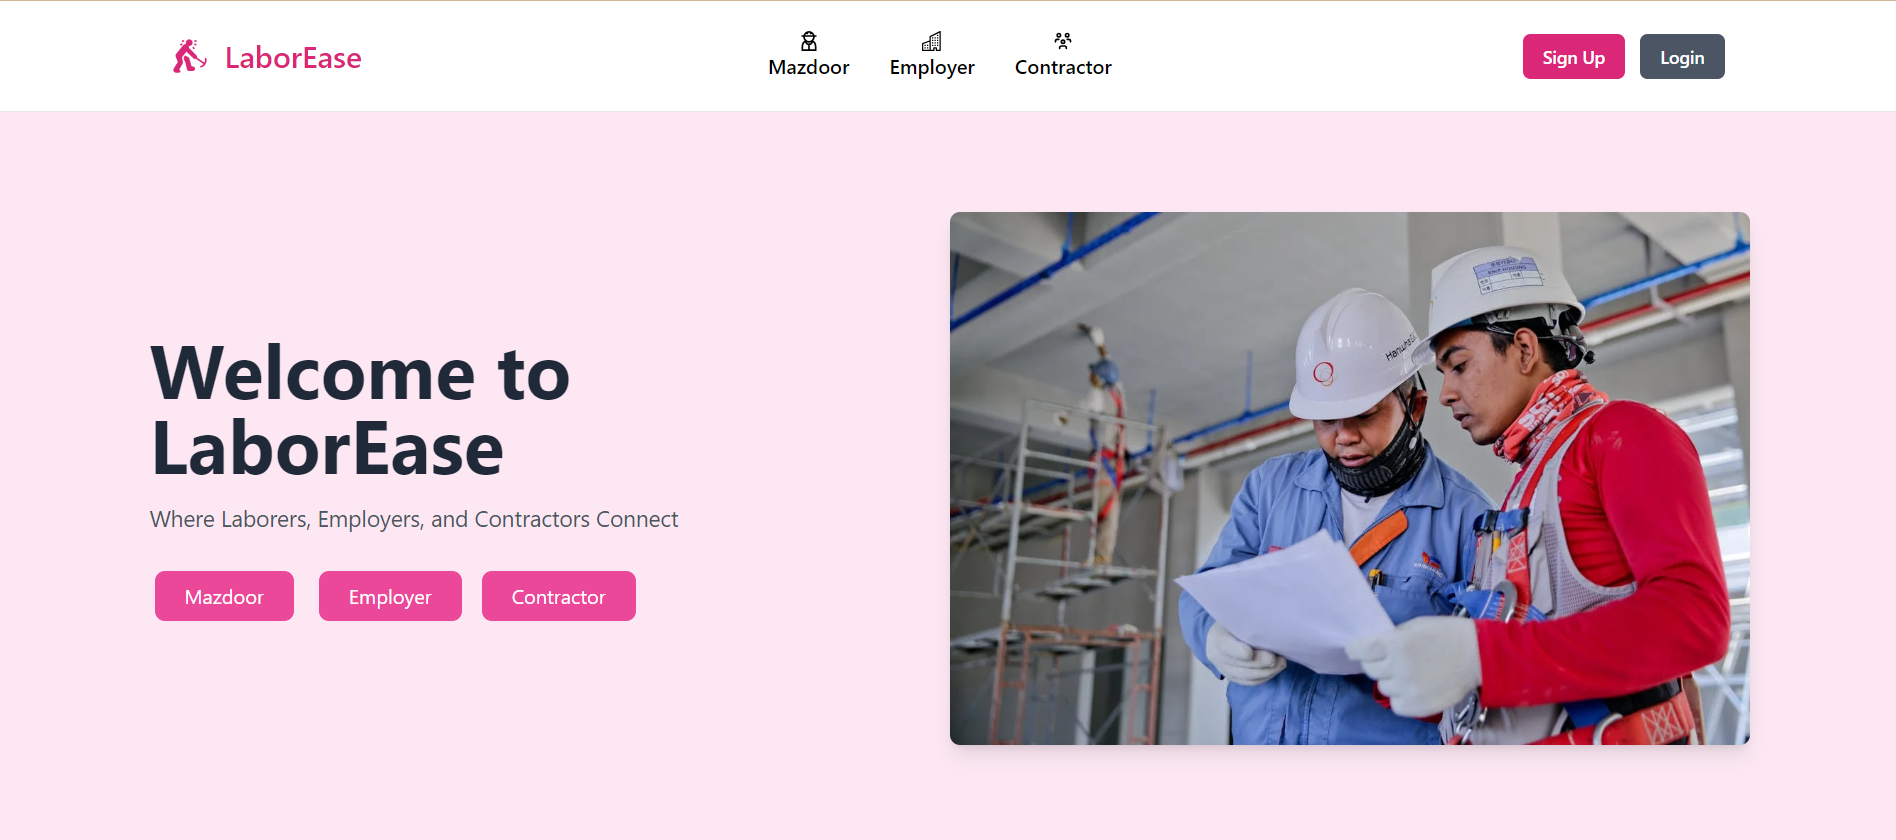 LaborEase
Mazdoor
Employer
Contractor
Sign Up
Login
Welcome to
LaborEase
Where Laborers, Employers, and Contractors Connect
Mazdoor
Employer
Contractor